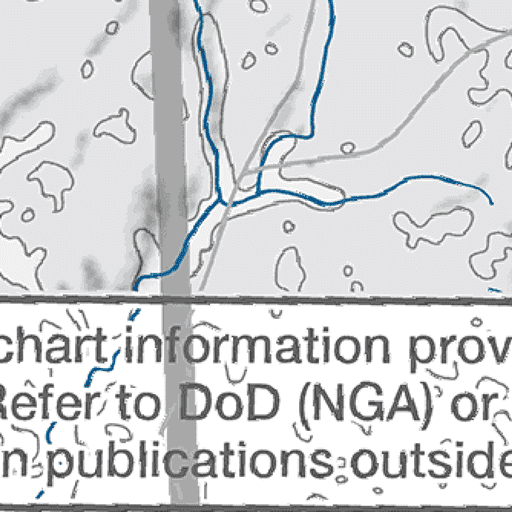 chart information prov
Refer to DoD (NGA) or
n publications outside